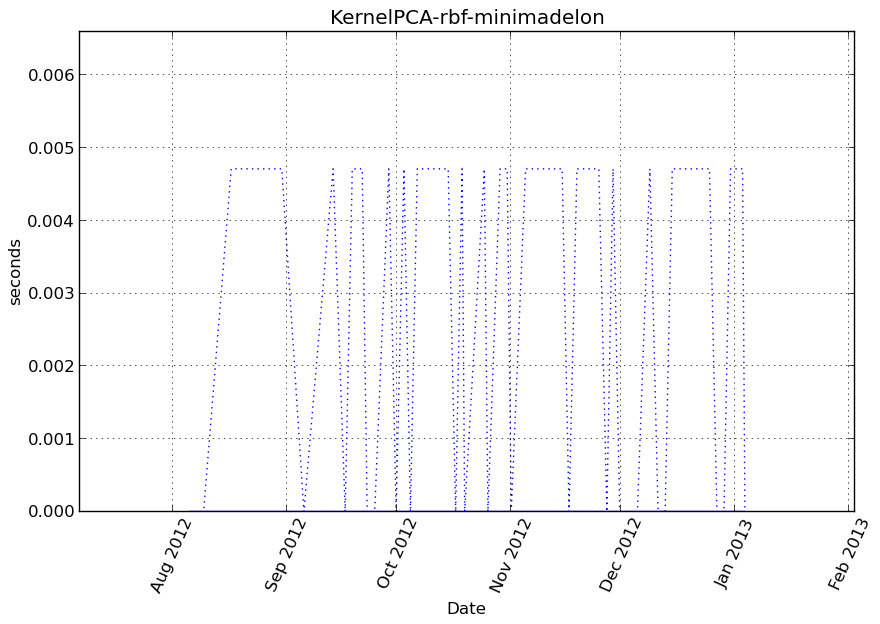 KernelPCA-rbf-minimadelon
0.006
0.005
0.004
0.003
0.002
0.001
0.000
seconds
Aug 2012
Sep 2012
Oct 2012
Nov 2012
Dec 2012
Jan 2013
Feb 2013
Date